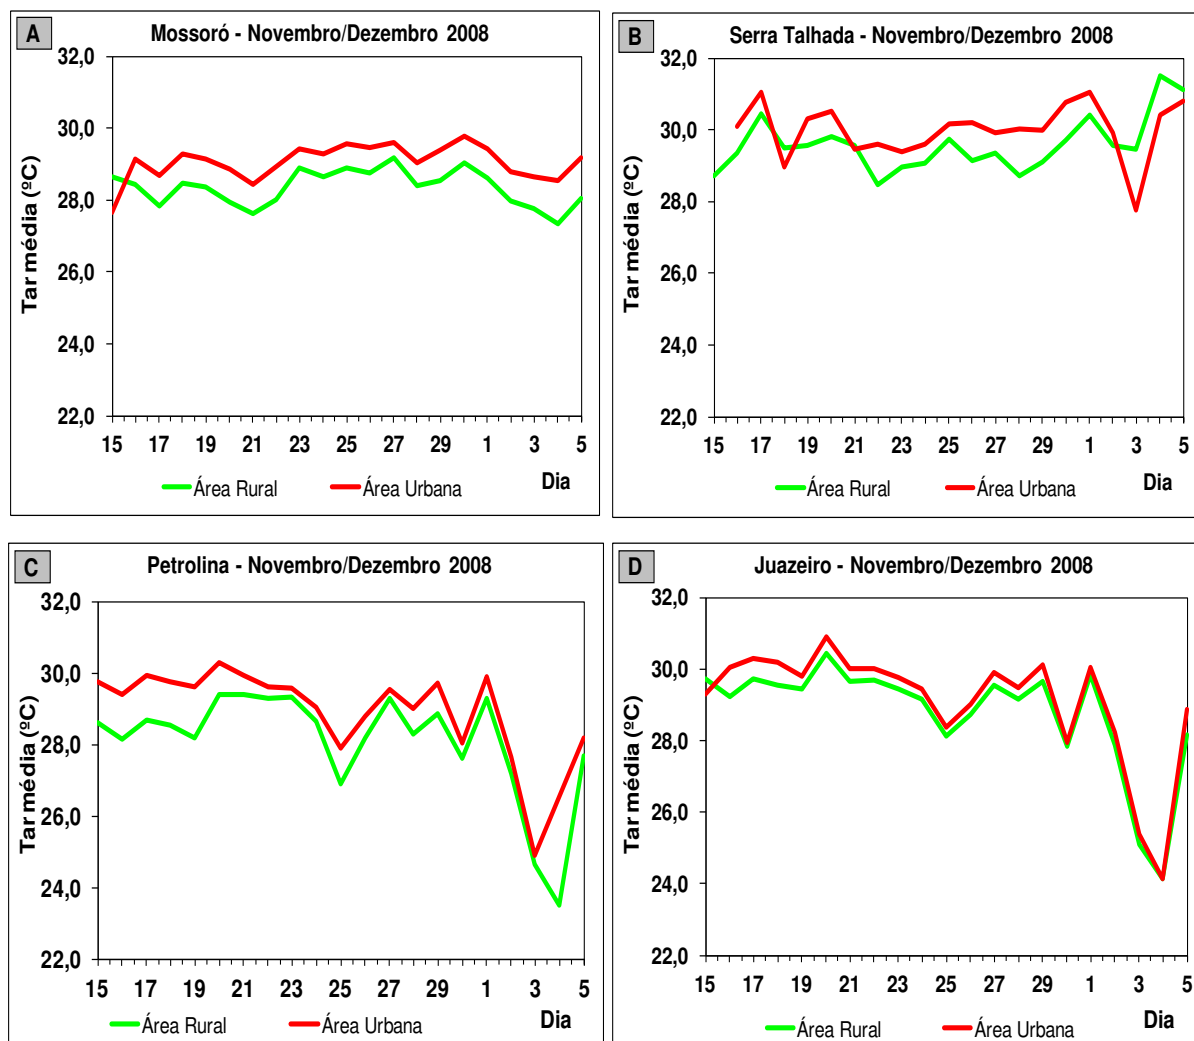 A
Mossoró - Novembro/Dezembro 2008
Tar média (ºC)
32,0
30,0
28,0
26,0
24,0
22,0
15 17 19 21 23 25 27 29 1 3 5
Dia
Área Rural Área Urbana
B
Serra Talhada - Novembro/Dezembro 2008
Tar média (ºC)
32,0
30,0
28,0
26,0
24,0
22,0
15 17 19 21 23 25 27 29 1 3 5
Dia
Área Rural Área Urbana
C
Petrolina - Novembro/Dezembro 2008
Tar média (ºC)
32,0
30,0
28,0
26,0
24,0
22,0
15 17 19 21 23 25 27 29 1 3 5
Dia
Área Rural Área Urbana
D
Juazeiro - Novembro/Dezembro 2008
Tar média (ºC)
32,0
30,0
28,0
26,0
24,0
22,0
15 17 19 21 23 25 27 29 1 3 5
Dia
Área Rural Área Urbana